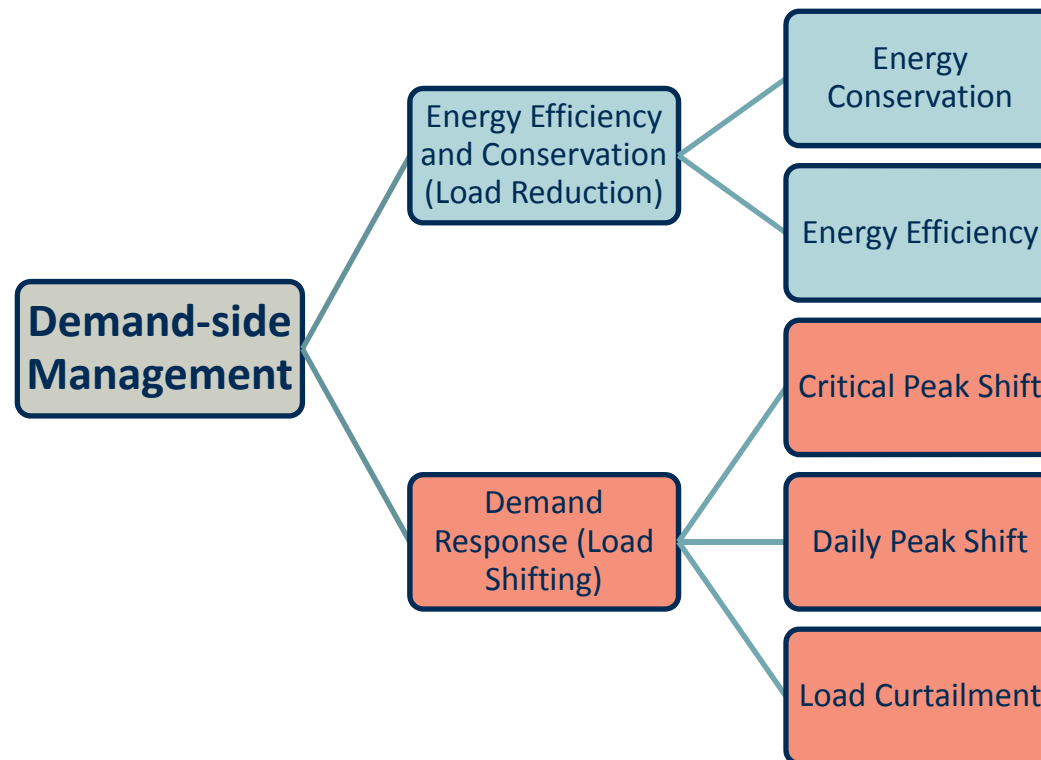 Demand-side
Management
Energy Efficiency
and Conservation
(Load Reduction)
Energy
Conservation
Energy Efficiency
Demand
Response (Load
Shifting)
Critical Peak Shift
Daily Peak Shift
Load Curtailment